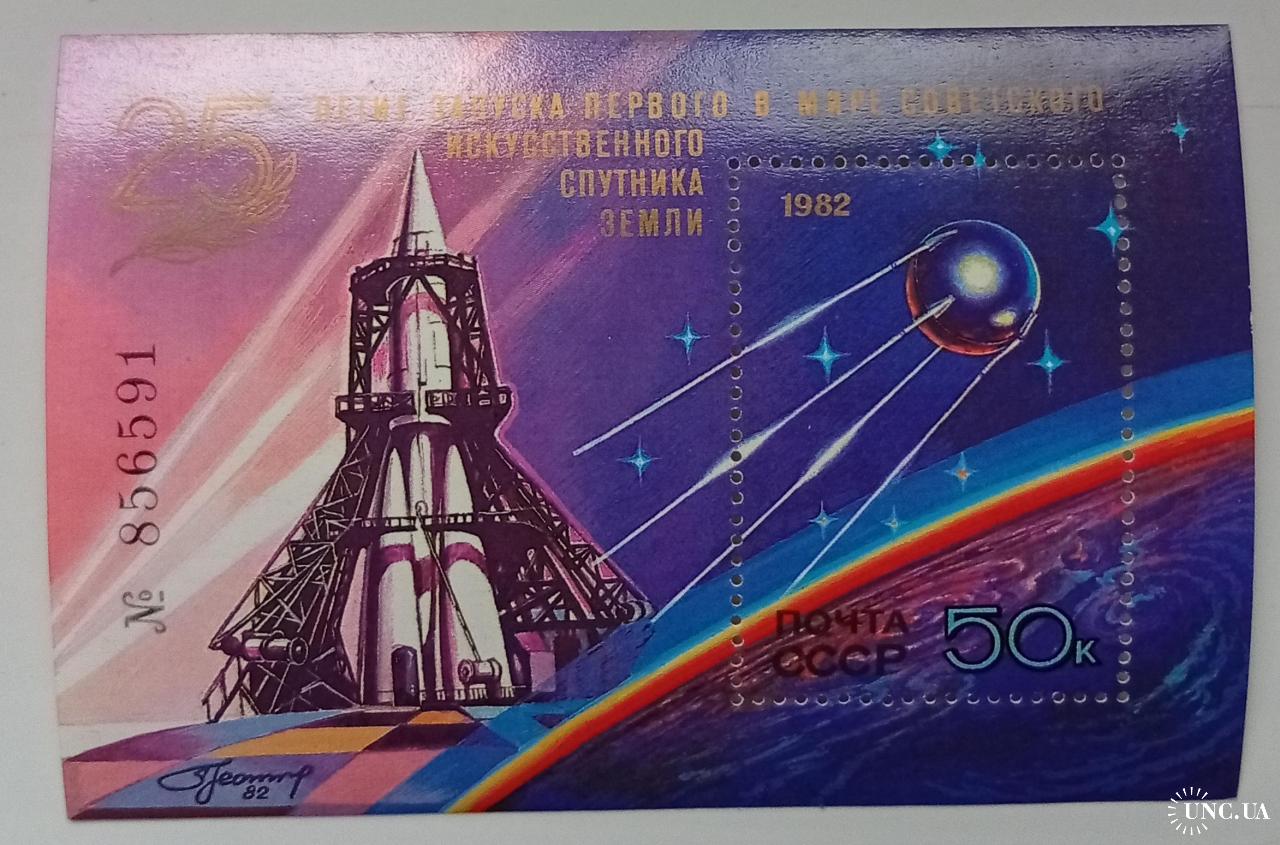 25 ЛЕТИЕ ЗАПУСКА ПЕРВОГО В МИРЕ СОВЕТСКОГО
ИСКУССТВЕННОГО
СПУТНИКА
ЗЕМЛИ
1982
№ 856591
ПОЧТА
СССР
50к
82
UNC.UA